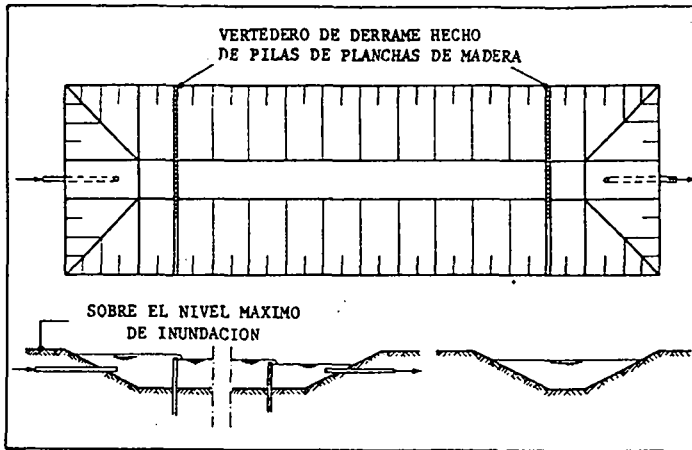 VERTEDERO DE DERRAME HECHO
DE PILAS DE PLANCHAS DE MADERA
SOBRE EL NIVEL MAXIMO
DE INUNDACION